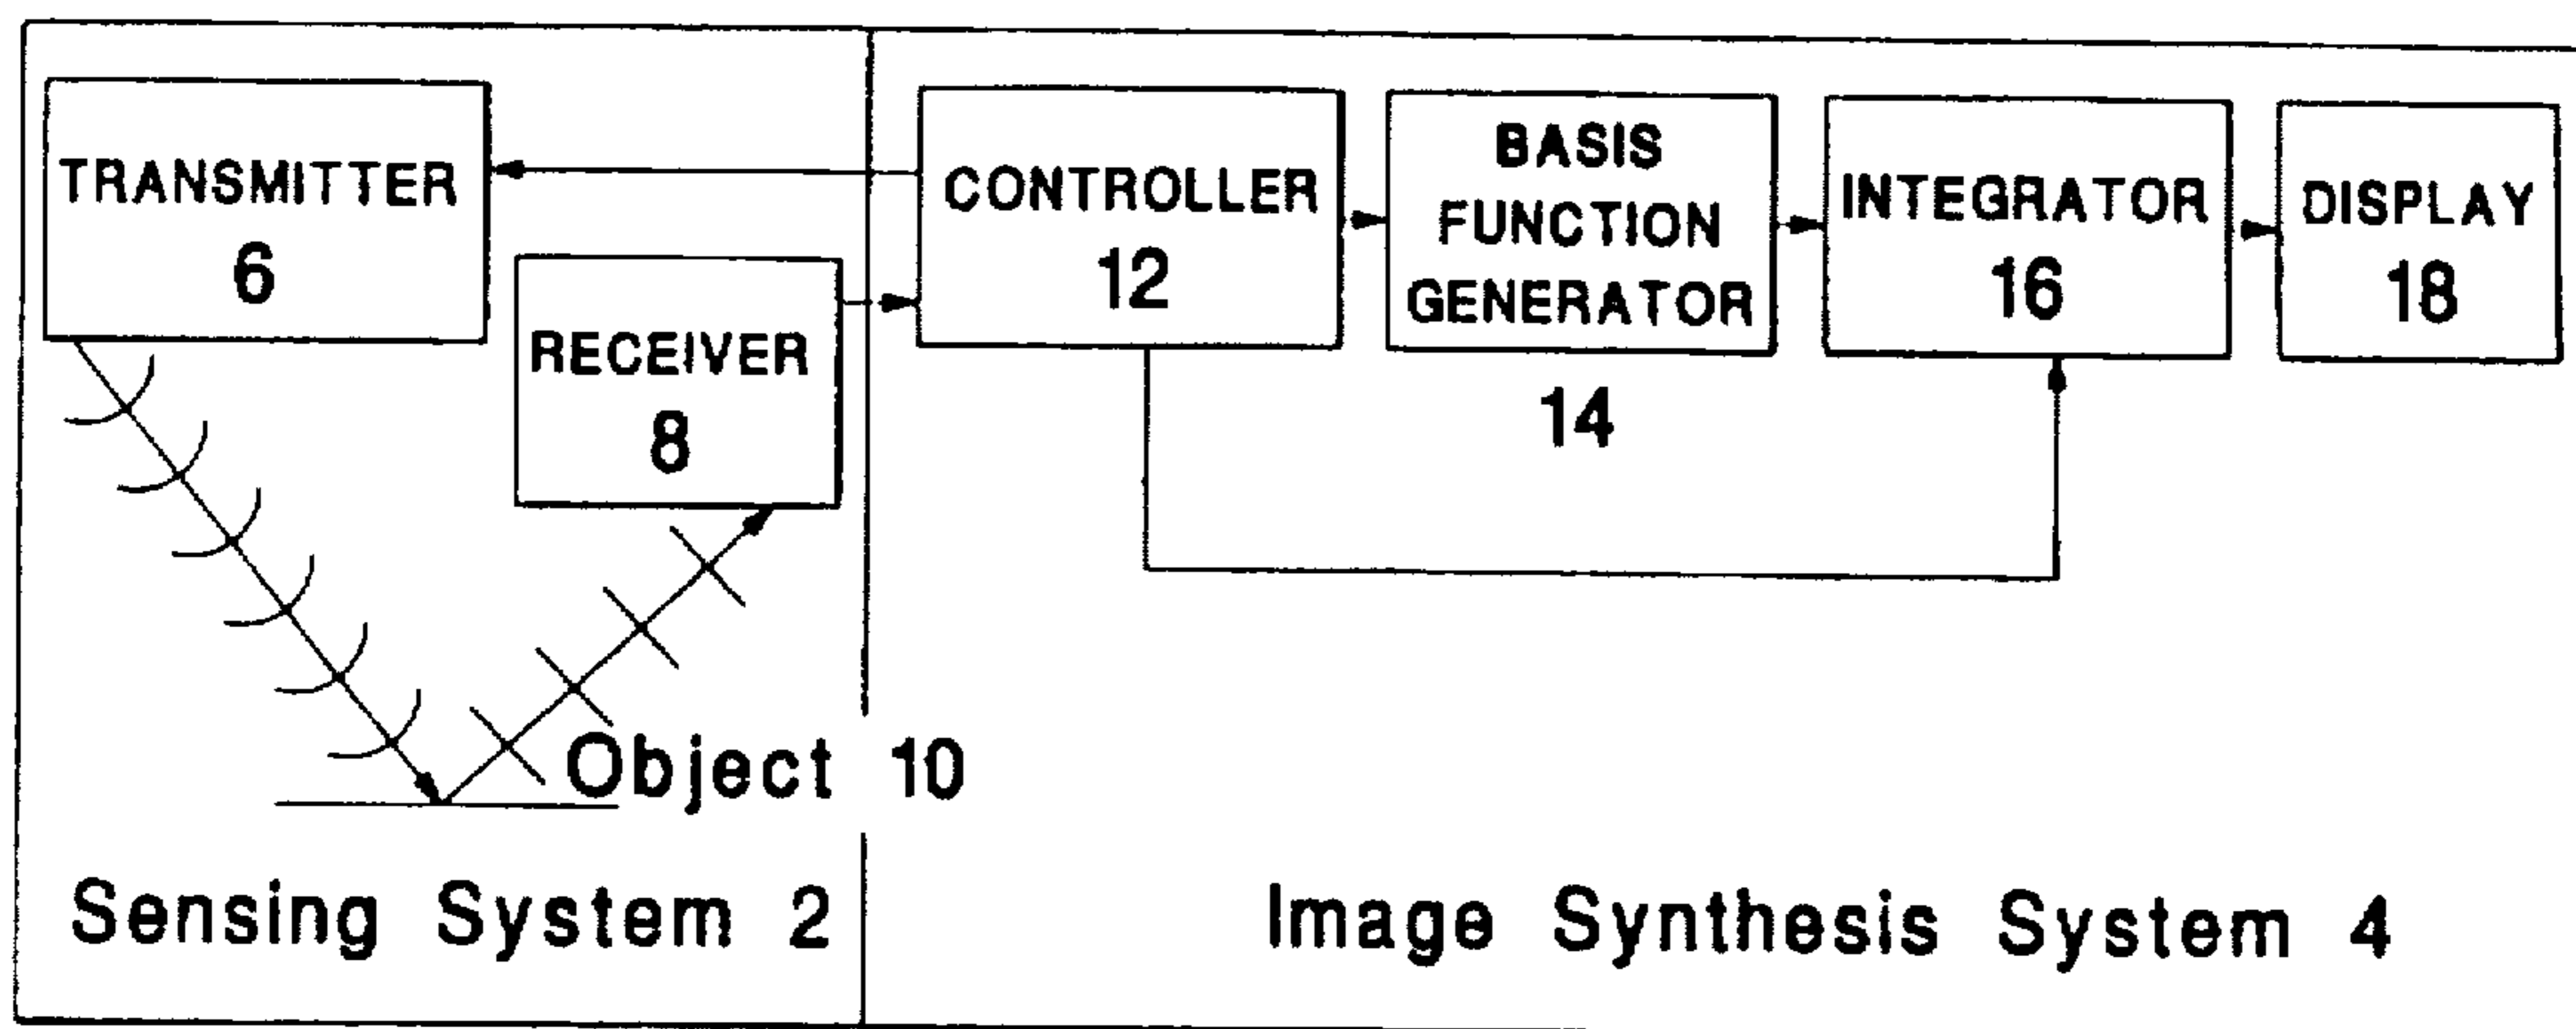 TRANSMITTER
6
RECEIVER
8
Object 10
Sensing System 2
CONTROLLER
12
BASIS
FUNCTION
GENERATOR
14
INTEGRATOR
16
DISPLAY
18
Image Synthesis System 4